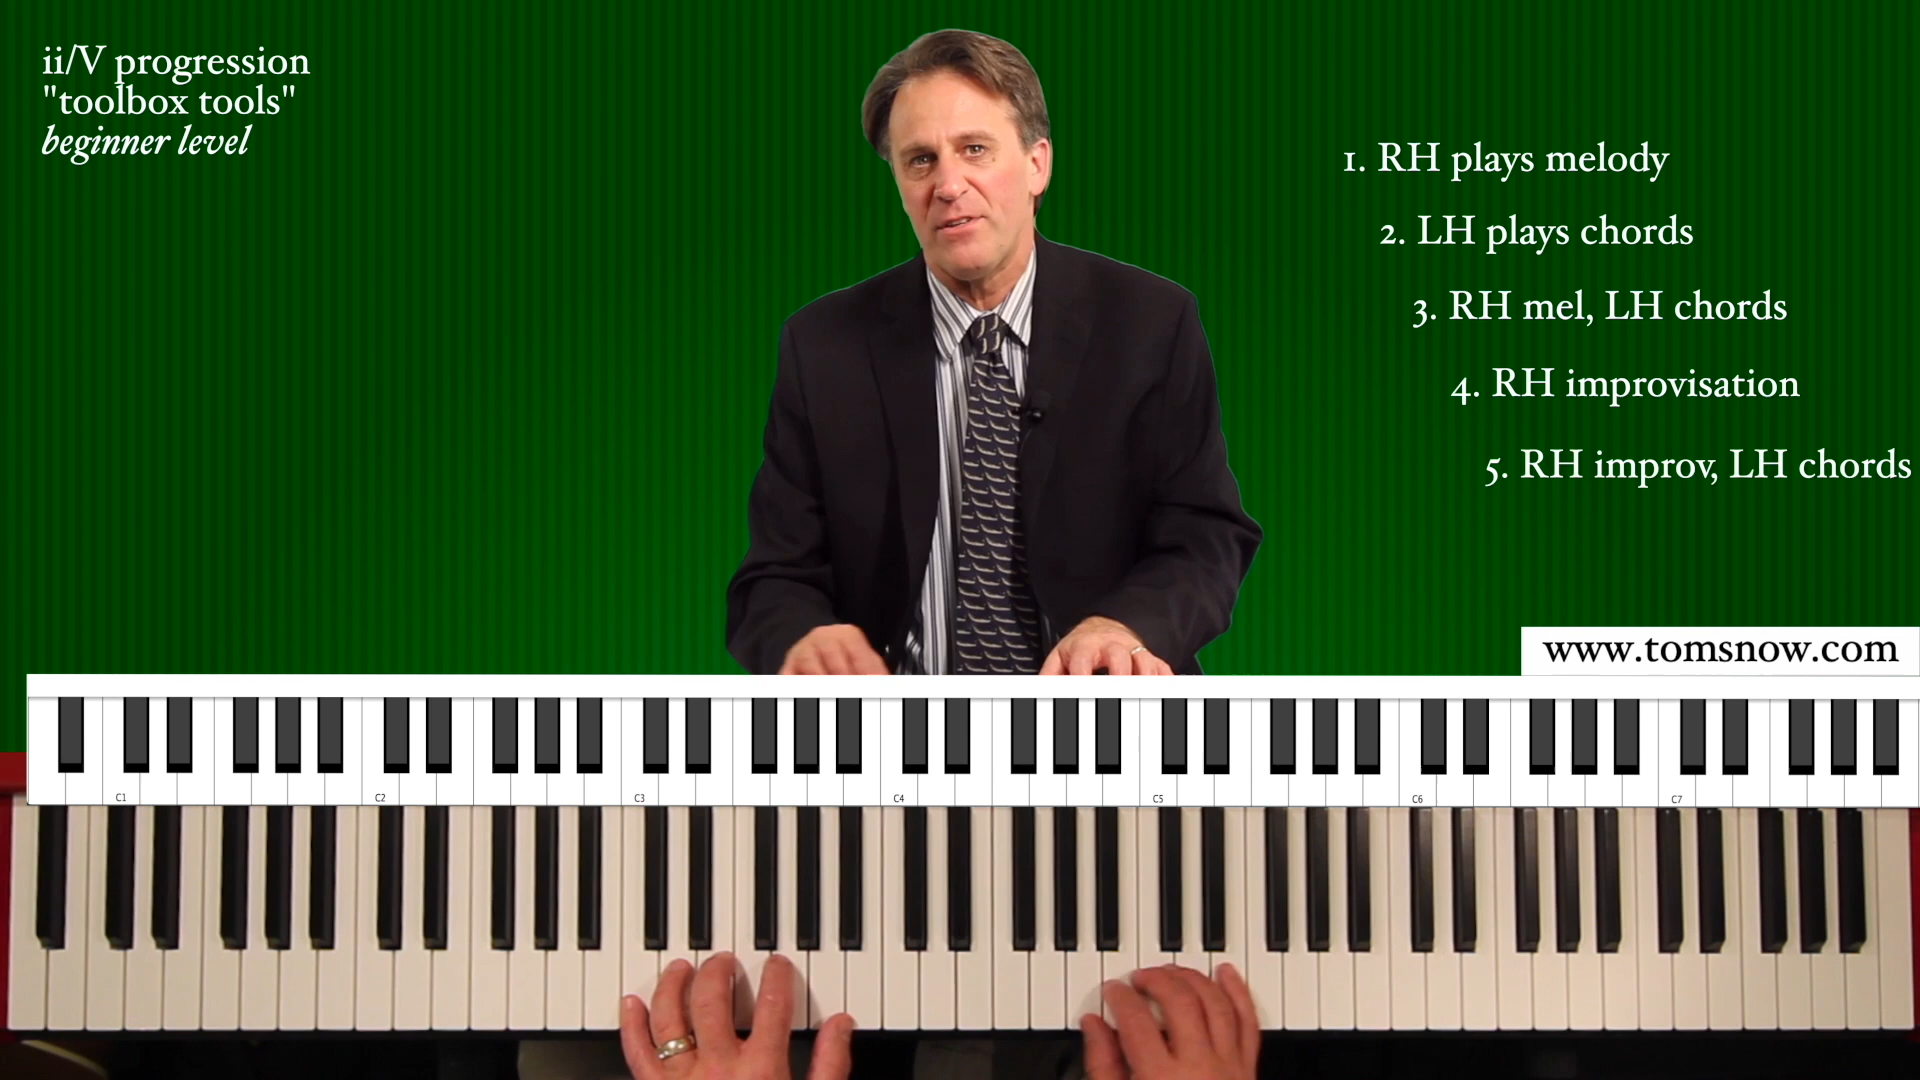 ii/V progression
"toolbox tools"
beginner level
1. RH plays melody
2. LH plays chords
3. RH mel, LH chords
4. RH improvisation
5. RH improv, LH chords
www.tomsnow.com
C1 C2 C3 C4 C5 C6 C7